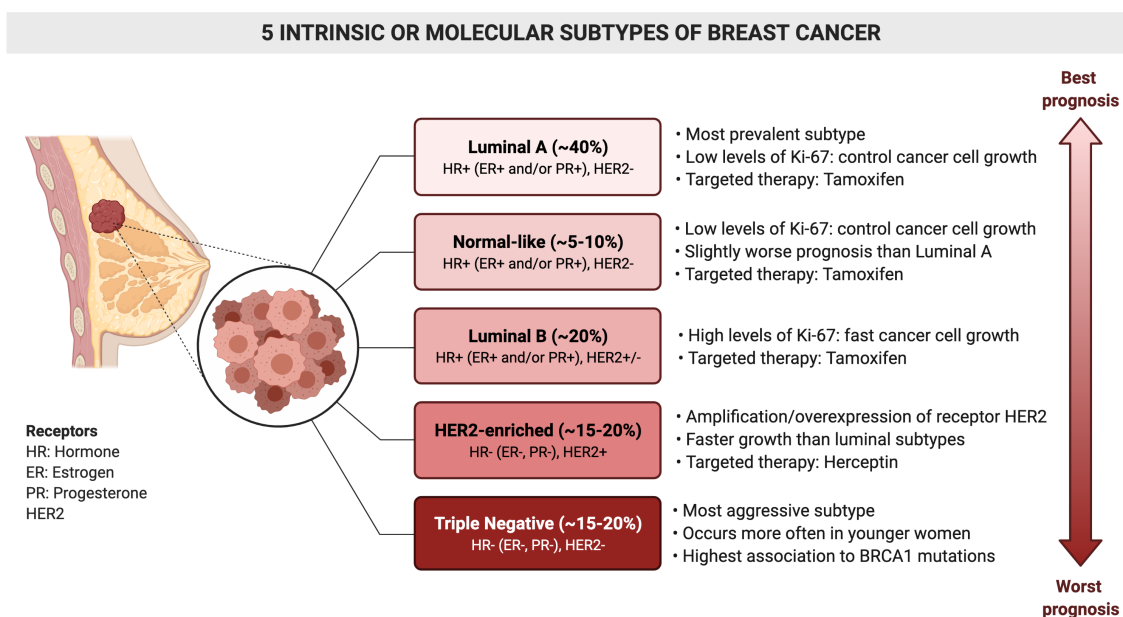 5 INTRINSIC OR MOLECULAR SUBTYPES OF BREAST CANCER
Best
prognosis
Luminal A (~40%)
HR+ (ER+ and/or PR+), HER2-
• Most prevalent subtype
• Low levels of Ki-67: control cancer cell growth
• Targeted therapy: Tamoxifen
Normal-like (~5-10%)
HR+ (ER+ and/or PR+), HER2-
• Low levels of Ki-67: control cancer cell growth
• Slightly worse prognosis than Luminal A
• Targeted therapy: Tamoxifen
Luminal B (~20%)
HR+ (ER+ and/or PR+), HER2+/-
• High levels of Ki-67: fast cancer cell growth
• Targeted therapy: Tamoxifen
HER2-enriched (~15-20%)
HR- (ER-, PR-), HER2+
• Amplification/overexpression of receptor HER2
• Faster growth than luminal subtypes
• Targeted therapy: Herceptin
Triple Negative (~15-20%)
HR- (ER-, PR-), HER2-
• Most aggressive subtype
• Occurs more often in younger women
• Highest association to BRCA1 mutations
Receptors
HR: Hormone
ER: Estrogen
PR: Progesterone
HER2
Worst
prognosis